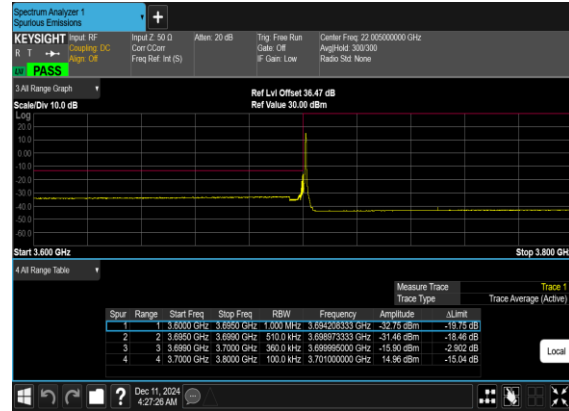 Spectrum Analyzer 1
Spurious Emissions
KEYSIGHT Input: RF Input Z: 50 Ω Atten: 20 dB Trig: Free Run Center Freq: 22.005000000 GHz
R T Coupling: DC Corr CCorr Gate: Off Avg|Hold: 300/300
Align: Off Freq Ref: Int (S) IF Gain: Low Radio Std: None
PASS
3 All Range Graph
Ref Lvl Offset 36.47 dB
Scale/Div 10.0 dB Ref Value 30.00 dBm
Log
20.0
10.0
0.00
-10.0
-20.0
-30.0
-40.0
-50.0
-60.0
Start 3.600 GHz Stop 3.800 GH
4 All Range Table
Measure Trace Trace 1
Trace Type Trace Average (Active)
Spur Range Start Freq Stop Freq RBW Frequency Amplitude ΔLimit
1 1 3.6000 GHz 3.6950 GHz 1.000 MHz 3.694208333 GHz -32.75 dBm -19.75 dB
2 2 3.6950 GHz 3.6990 GHz 510.0 kHz 3.698973333 GHz -31.46 dBm -18.46 dB
3 3 3.6990 GHz 3.7000 GHz 360.0 kHz 3.699995000 GHz -15.90 dBm -2.902 dB
4 4 3.7000 GHz 3.8000 GHz 100.0 kHz 3.701000000 GHz 14.96 dBm -15.04 dB
Local
? Dec 11, 2024
4:27:26 AM